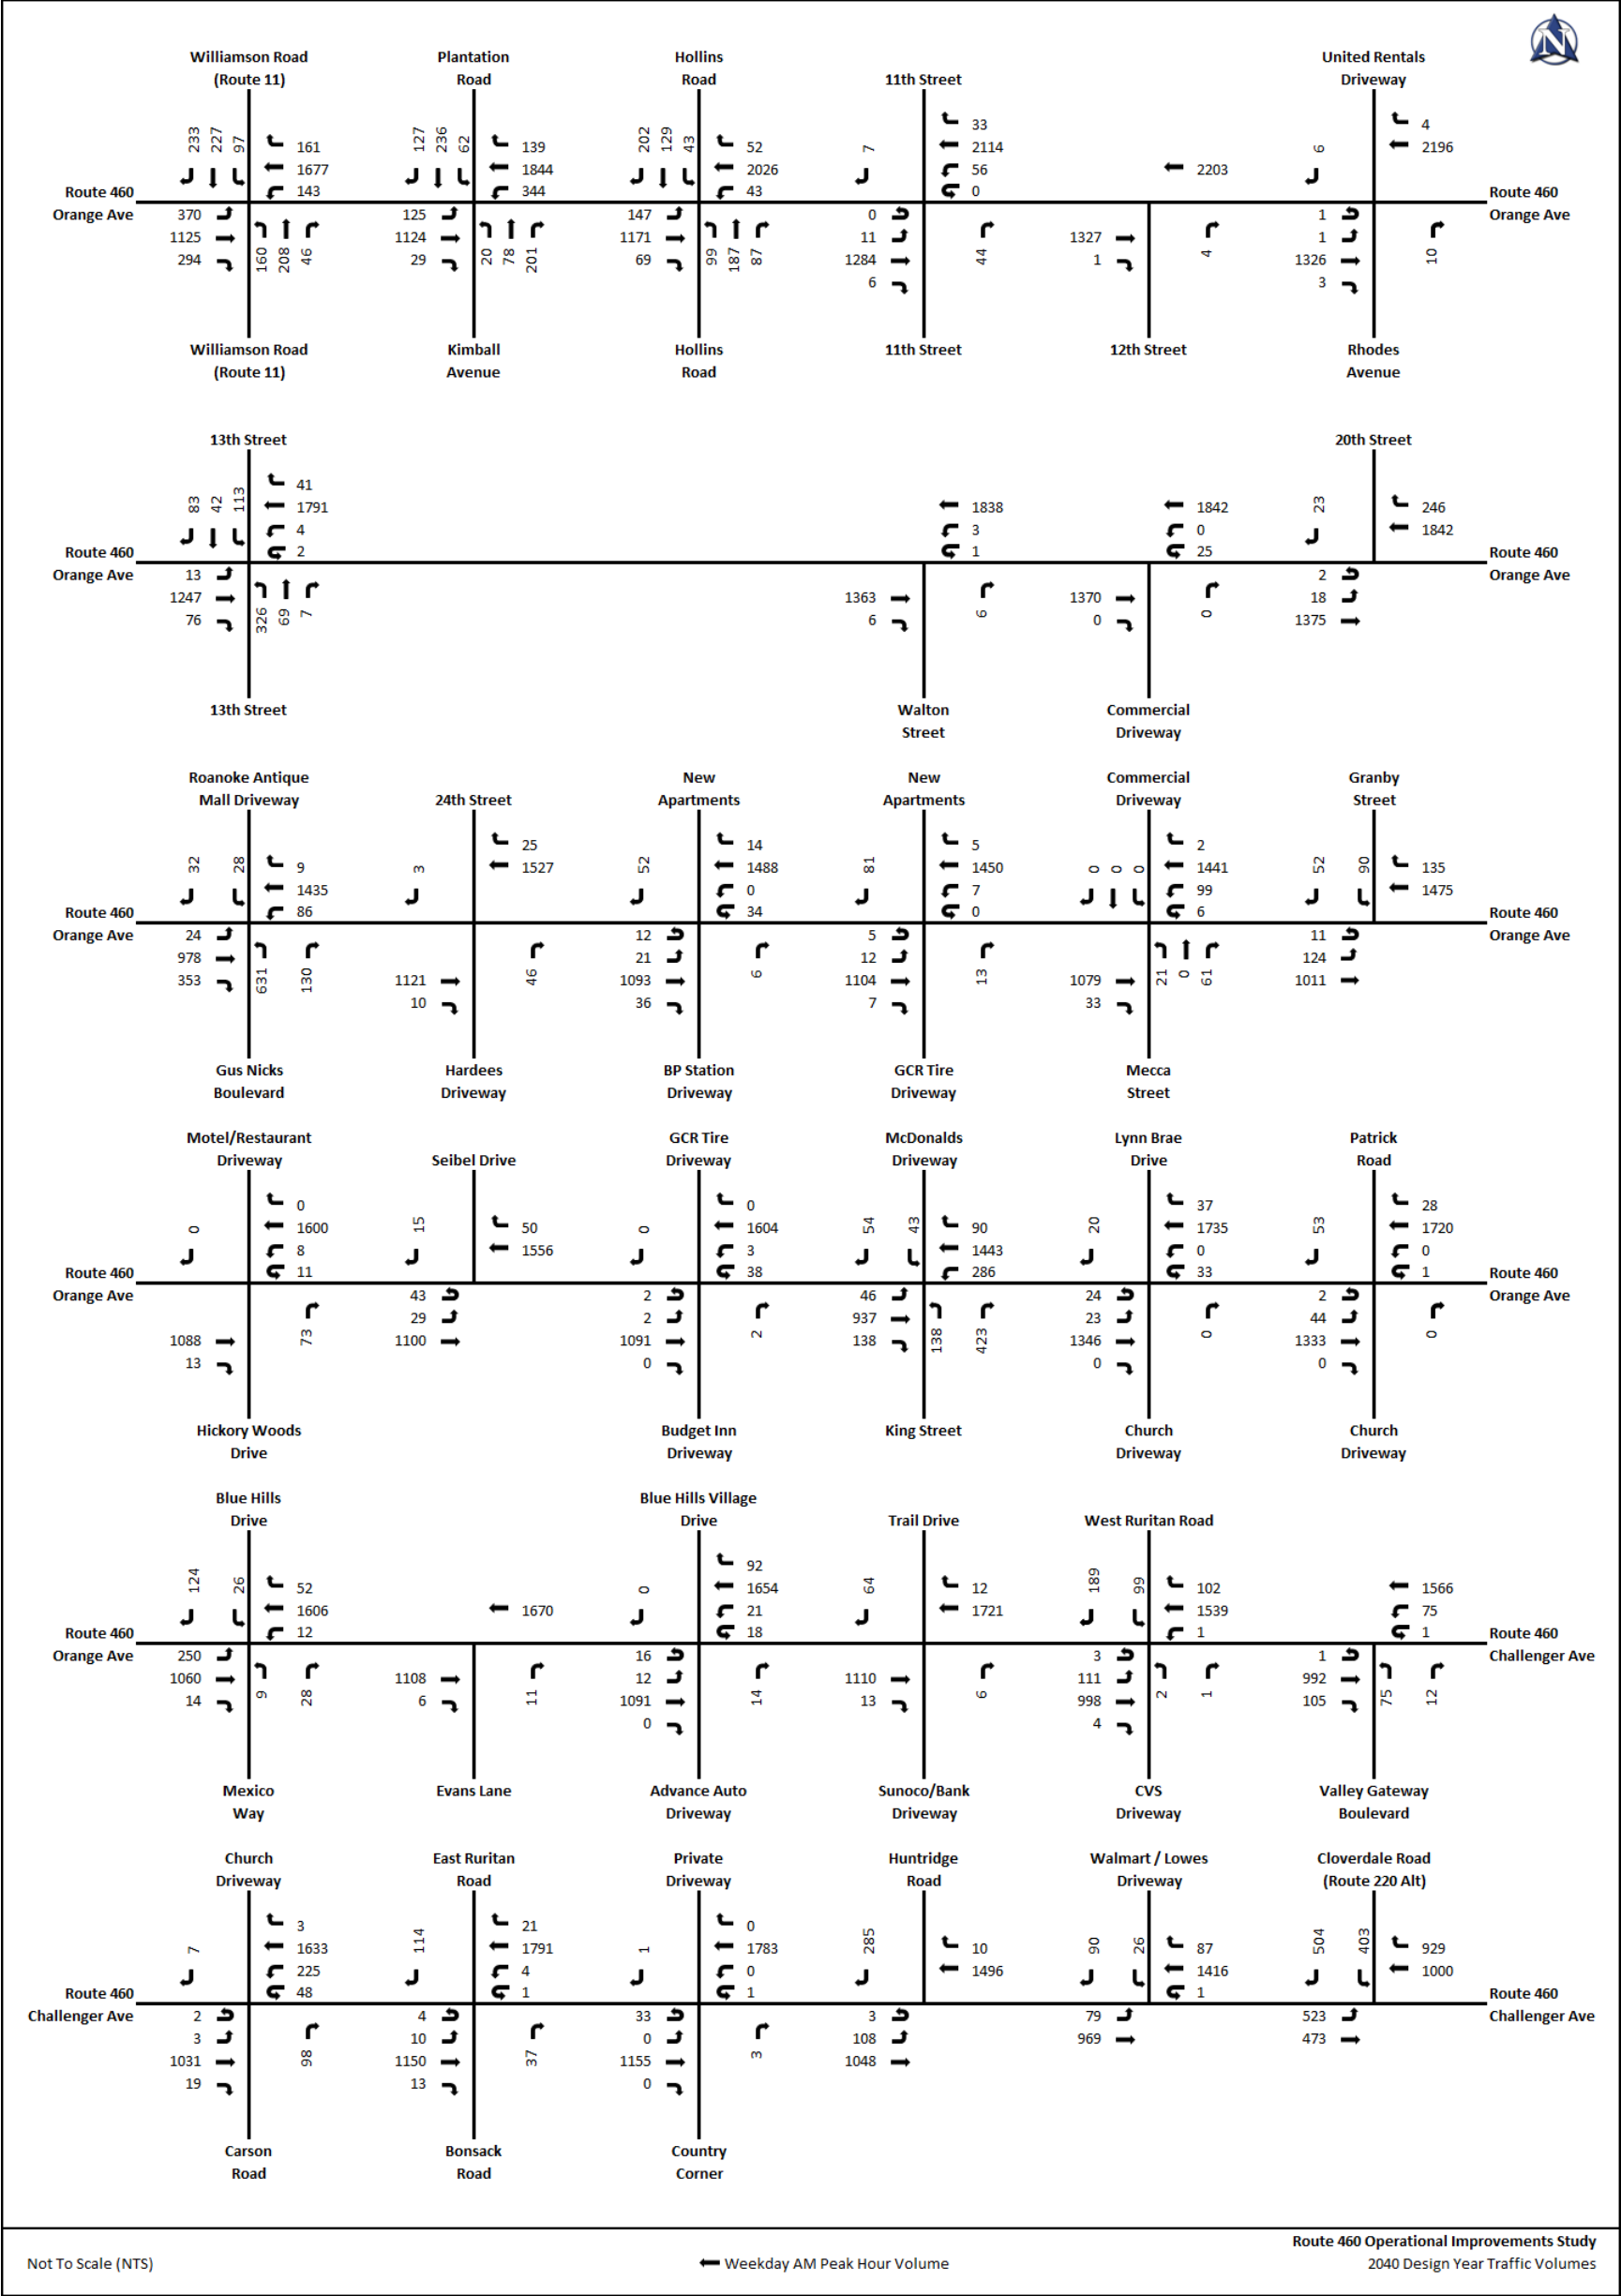 N
Williamson Road
(Route 11)
Plantation
Road
Hollins
Road
11th Street
United Rentals
Driveway
233 227 97
161
1677
143
127 236 62
139
1844
344
202 129 43
52
2026
43
7
33
2114
56
0
2203
6
4
2196
Route 460
Orange Ave
Route 460
Orange Ave
370
1125
294
160 208 46
125
1124
29
20 78 201
147
1171
69
99 187 87
0
11
1284
6
44
1327
1
4
1
1
1326
3
10
Williamson Road
(Route 11)
Kimball
Avenue
Hollins
Road
11th Street
12th Street
Rhodes
Avenue
13th Street
20th Street
83 42 113
41
1791
4
2
1838
3
1
1842
0
25
23
246
1842
Route 460
Orange Ave
Route 460
Orange Ave
13
1247
76
326 69 7
1363
6
6
1370
0
0
2
18
1375
13th Street
Walton
Street
Commercial
Driveway
Roanoke Antique
Mall Driveway
24th Street
New
Apartments
New
Apartments
Commercial
Driveway
Granby
Street
32 28
9
1435
86
3
25
1527
52
14
1488
0
34
81
5
1450
7
0
0 0 0
2
1441
99
6
52 90
135
1475
Route 460
Orange Ave
Route 460
Orange Ave
24
978
353
631 130
1121
10
46
12
21
1093
36
6
5
12
1104
7
13
1079
33
21 0 61
11
124
1011
Gus Nicks
Boulevard
Hardees
Driveway
BP Station
Driveway
GCR Tire
Driveway
Mecca
Street
Motel/Restaurant
Driveway
Seibel Drive
GCR Tire
Driveway
McDonalds
Driveway
Lynn Brae
Drive
Patrick
Road
0
0
1600
8
11
15
50
1556
0
0
1604
3
38
54 43
90
1443
286
20
37
1735
0
33
53
28
1720
0
1
Route 460
Orange Ave
Route 460
Orange Ave
1088
13
73
43
29
1100
2
2
1091
0
2
46
937
138
138 423
24
23
1346
0
0
2
44
1333
0
0
Hickory Woods
Drive
Budget Inn
Driveway
King Street
Church
Driveway
Church
Driveway
Blue Hills
Drive
Blue Hills Village
Drive
Trail Drive
West Ruritan Road
124 26
52
1606
12
1670
0
92
1654
21
18
64
12
1721
189 99
102
1539
1
1566
75
1
Route 460
Orange Ave
Route 460
Challenger Ave
250
1060
14
9 28
1108
6
11
16
12
1091
0
14
1110
13
6
3
111
998
4
2 1
1
992
105
75 12
Mexico
Way
Evans Lane
Advance Auto
Driveway
Sunoco/Bank
Driveway
CVS
Driveway
Valley Gateway
Boulevard
Church
Driveway
East Ruritan
Road
Private
Driveway
Huntridge
Road
Walmart / Lowes
Driveway
Cloverdale Road
(Route 220 Alt)
7
3
1633
225
48
114
21
1791
4
1
1
0
1783
0
1
285
10
1496
90 26
87
1416
1
504 403
929
1000
Route 460
Challenger Ave
Route 460
Challenger Ave
2
3
1031
19
98
4
10
1150
13
37
33
0
1155
0
3
3
108
1048
79
969
523
473
Carson
Road
Bonsack
Road
Country
Corner
Not To Scale (NTS)
Weekday AM Peak Hour Volume
Route 460 Operational Improvements Study
2040 Design Year Traffic Volumes